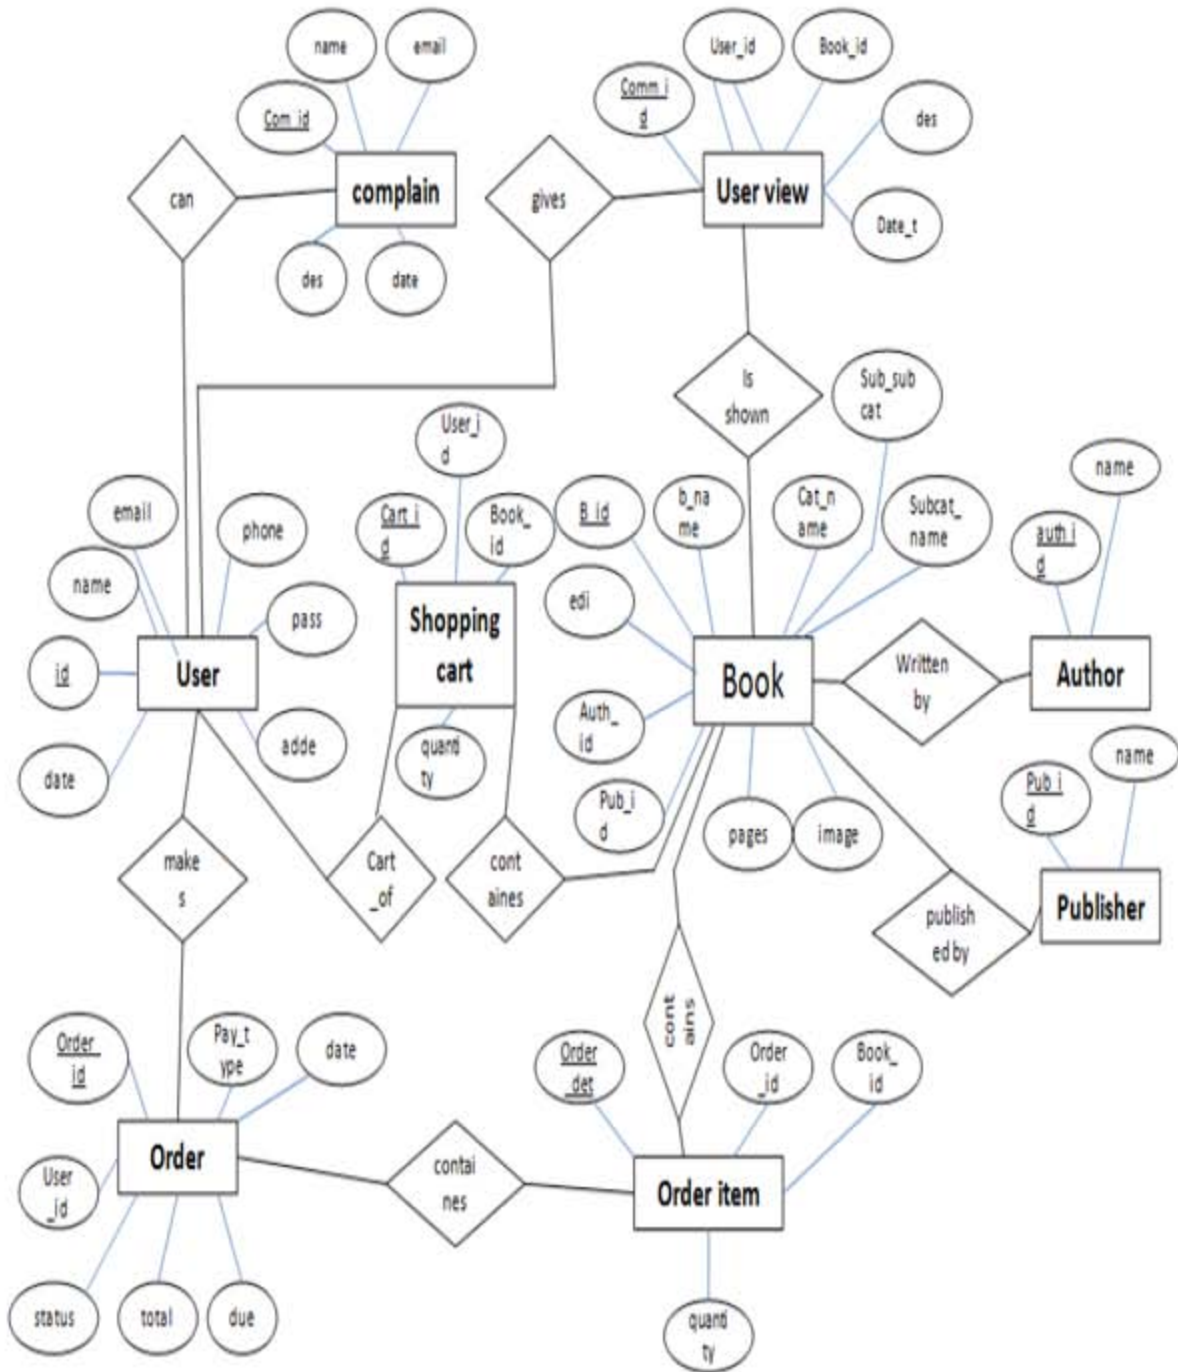 name
email
User_id
Book_id
Comm_i
d
Com_id
des
can
complain
gives
User view
Date_t
des
date
Is
shown
Sub_sub
cat
User_i
d
name
email
phone
Cart_i
d
Book_
id
B_id
b_na
me
Cat_n
ame
Subcat_
name
auth_i
d
name
pass
Shopping
cart
edi
id
User
Book
Written
by
Author
date
adde
quanti
ty
Auth_
id
Pub_i
d
pages
image
Pub_i
d
name
make
s
Cart
_of
cont
aines
publish
ed by
Publisher
Order_
id
Pay_t
ype
date
cont
ains
Order
_det
Order
_id
Book_
id
Order
User
_id
contai
nes
Order item
status
total
due
quanti
ty